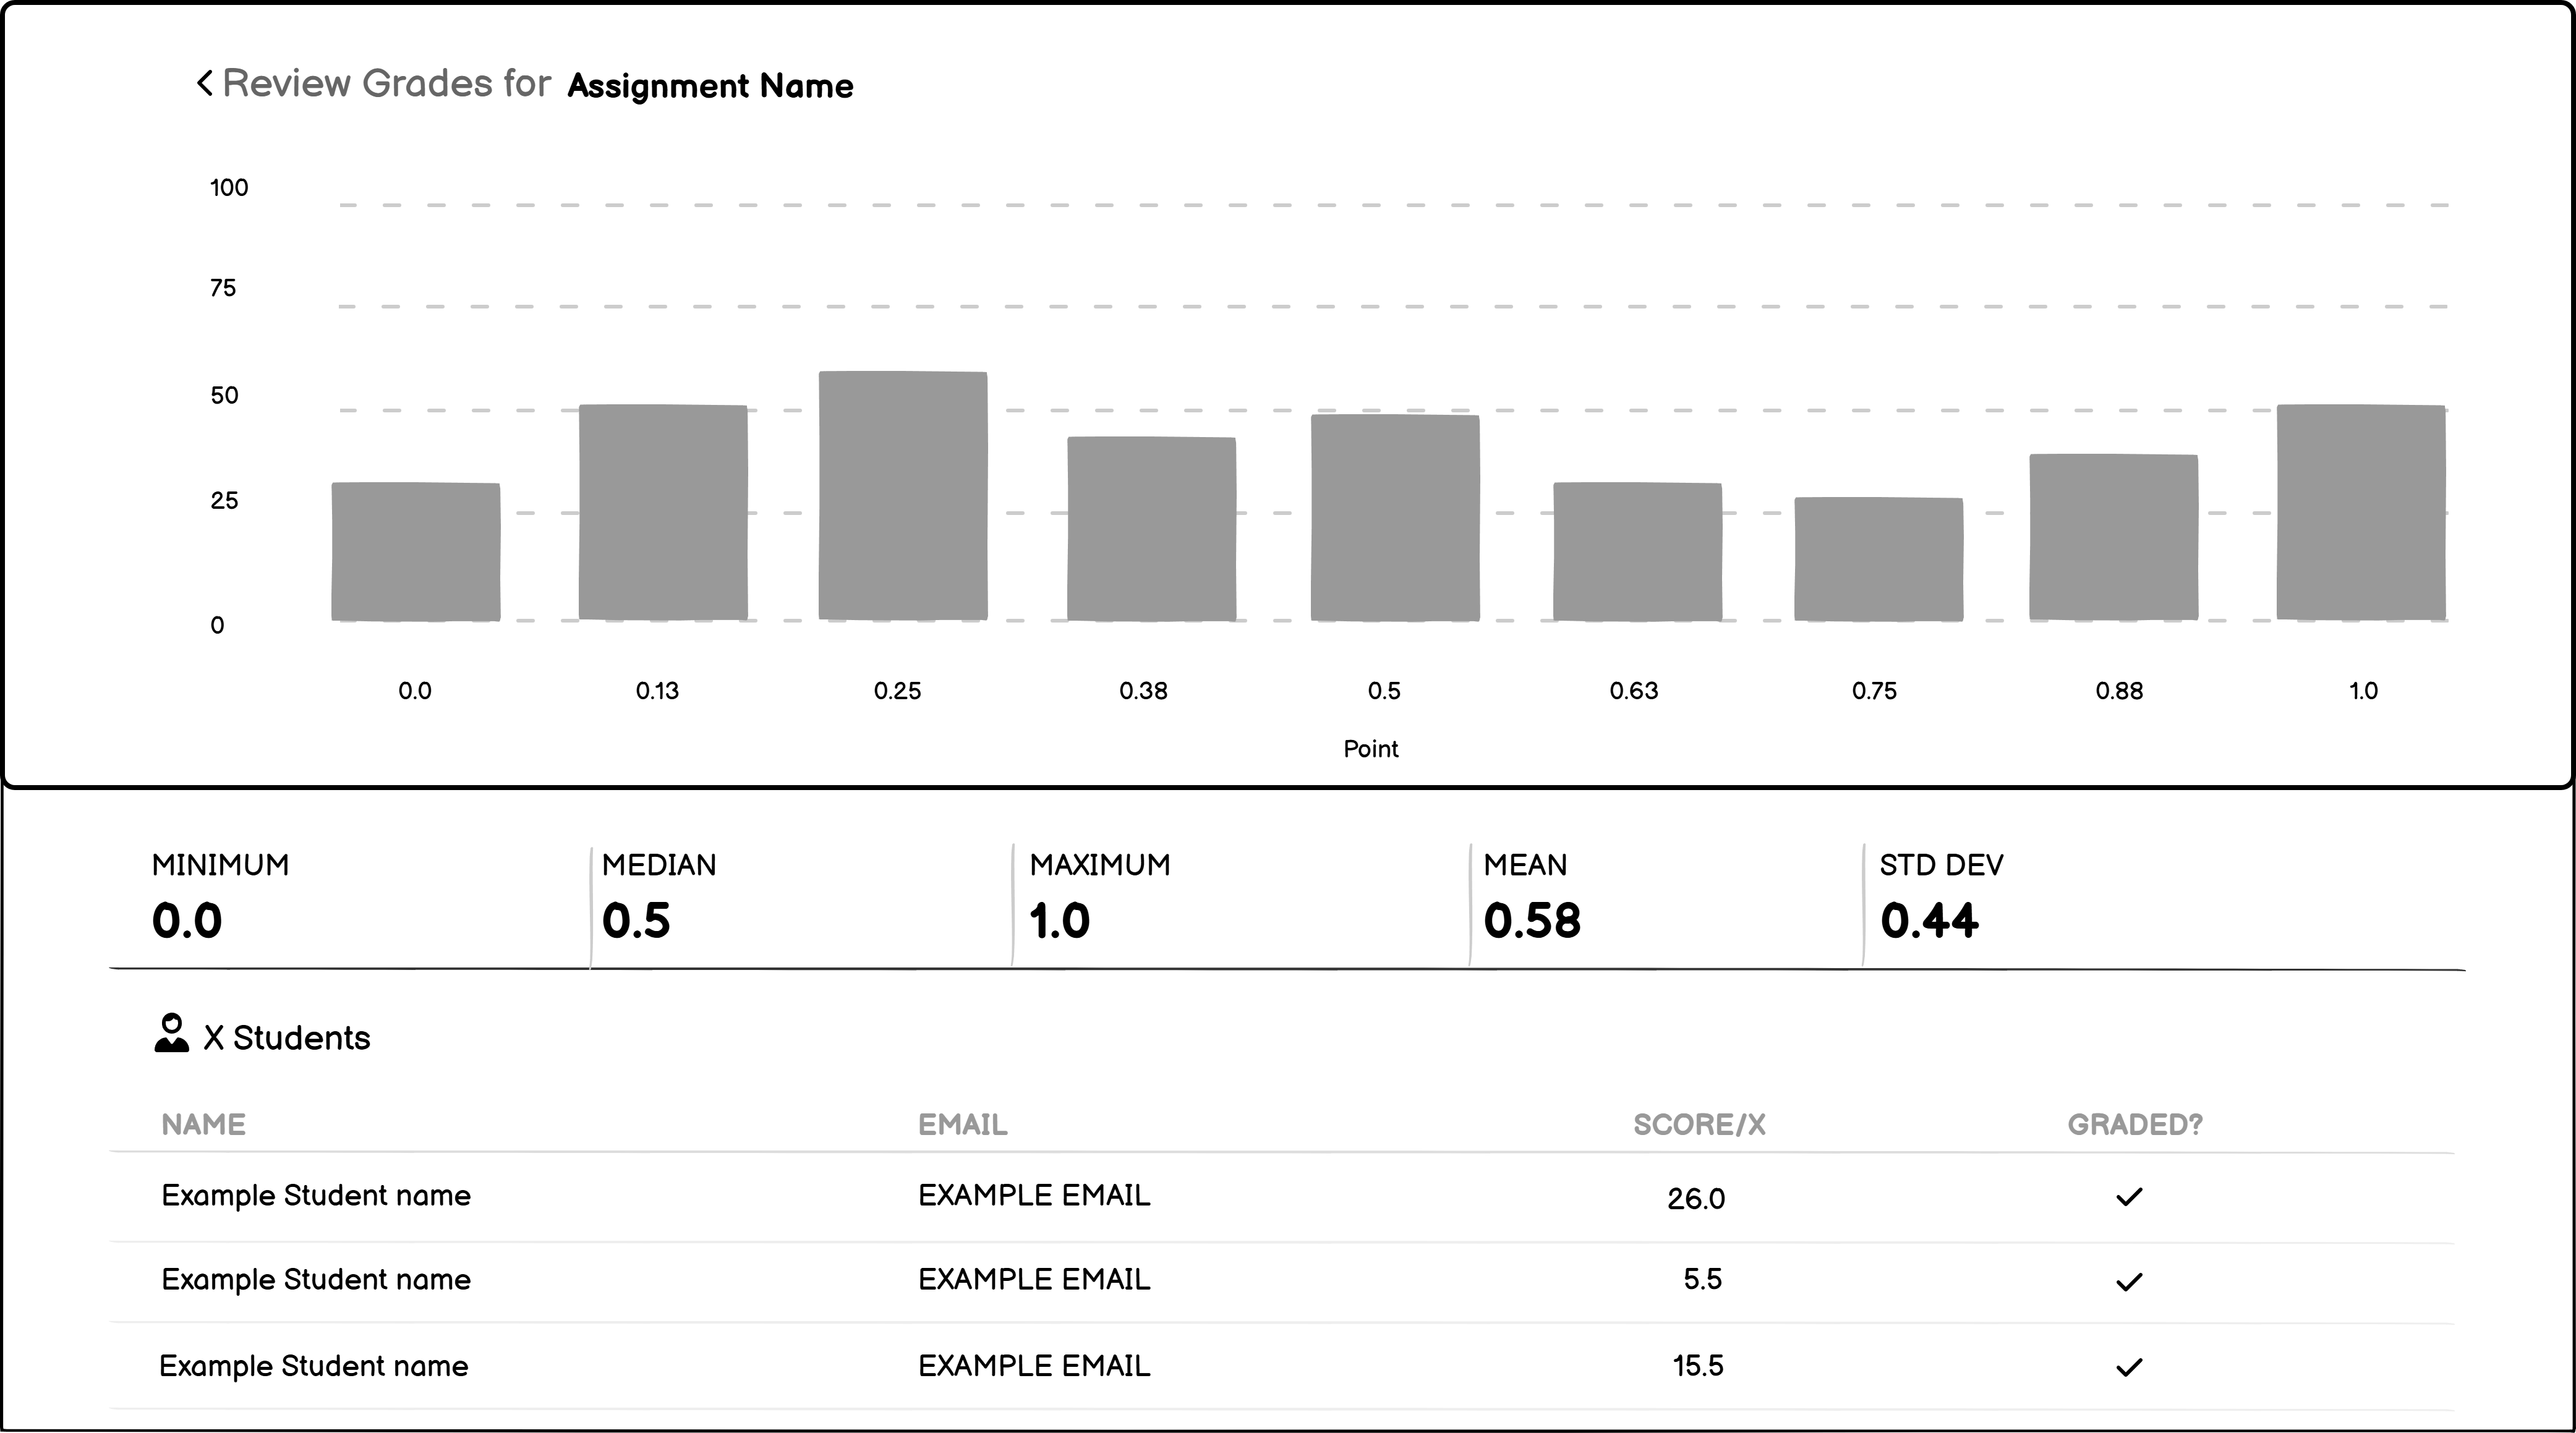 Review Grades for Assignment Name
100
75
50
25
0
0.0 0.13 0.25 0.38 0.5 0.63 0.75 0.88 1.0
Point
MINIMUM MEDIAN MAXIMUM MEAN STD DEV
0.0 0.5 1.0 0.58 0.44
X Students
NAME EMAIL SCORE/X GRADED?
Example Student name EXAMPLE EMAIL 26.0
Example Student name EXAMPLE EMAIL 5.5
Example Student name EXAMPLE EMAIL 15.5